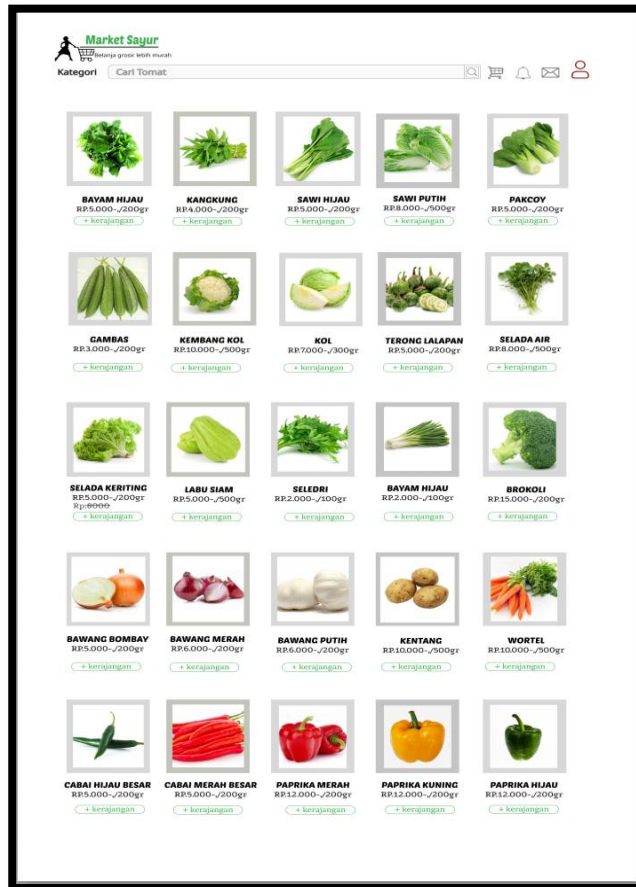 Market Sayur
Belanja grosir lebih murah
Kategori Cari Tomat
BAYAM HIJAU
RP.5.000-,/200gr
+ kerajangan
KANGKUNG
RP.4.000-,/200gr
+ kerajangan
SAWI HIJAU
RP.5.000-,/200gr
+ kerajangan
SAWI PUTIH
RP.8.000-,/500gr
+ kerajangan
PAKCOY
RP.5.000-,/200gr
+ kerajangan
GAMBAS
RP.3.000-,/200gr
+ kerajangan
KEMBANG KOL
RP.10.000-,/500gr
+ kerajangan
KOL
RP.7.000-,/300gr
+ kerajangan
TERONG LALAPAN
RP.5.000-,/200gr
+ kerajangan
SELADA AIR
RP.8.000-,/500gr
+ kerajangan
SELADA KERITING
RP.5.000-,/200gr
Rp.8000
+ kerajangan
LABU SIAM
RP.5.000-,/500gr
+ kerajangan
SELEDRI
RP.2.000-,/100gr
+ kerajangan
BAYAM HIJAU
RP.2.000-,/100gr
+ kerajangan
BROKOLI
RP.15.000-,/200gr
+ kerajangan
BAWANG BOMBAY
RP.5.000-,/200gr
+ kerajangan
BAWANG MERAH
RP.6.000-,/200gr
+ kerajangan
BAWANG PUTIH
RP.6.000-,/200gr
+ kerajangan
KENTANG
RP.10.000-,/500gr
+ kerajangan
WORTEL
RP.10.000-,/500gr
+ kerajangan
CABAI HIJAU BESAR
RP.5.000-,/200gr
+ kerajangan
CABAI MERAH BESAR
RP.5.000-,/200gr
+ kerajangan
PAPRIKA MERAH
RP.12.000-,/200gr
+ kerajangan
PAPRIKA KUNING
RP.12.000-,/200gr
+ kerajangan
PAPRIKA HIJAU
RP.12.000-,/200gr
+ kerajangan